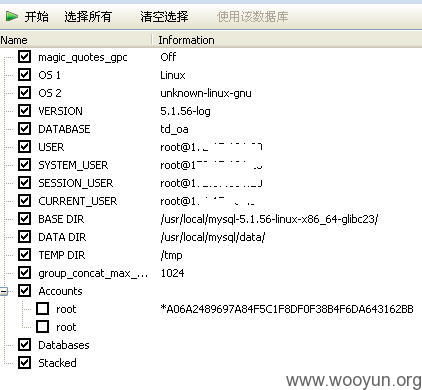 开始 选择所有 清空选择 使用该数据库
Name Information
magic_quotes_gpc Off
OS 1 Linux
OS 2 unknown-linux-gnu
VERSION 5.1.56-log
DATABASE td_oa
USER root@1
SYSTEM_USER root@1
SESSION_USER root@1
CURRENT_USER root@1
BASE DIR /usr/local/mysql-5.1.56-linux-x86_64-glibc23/
DATA DIR /usr/local/mysql/data/
TEMP DIR /tmp
group_concat_max_... 1024
Accounts
root *A06A2489697A84F5C1F8DF0F38B4F6DA643162BB
root
Databases
Stacked
www.wooyun.org